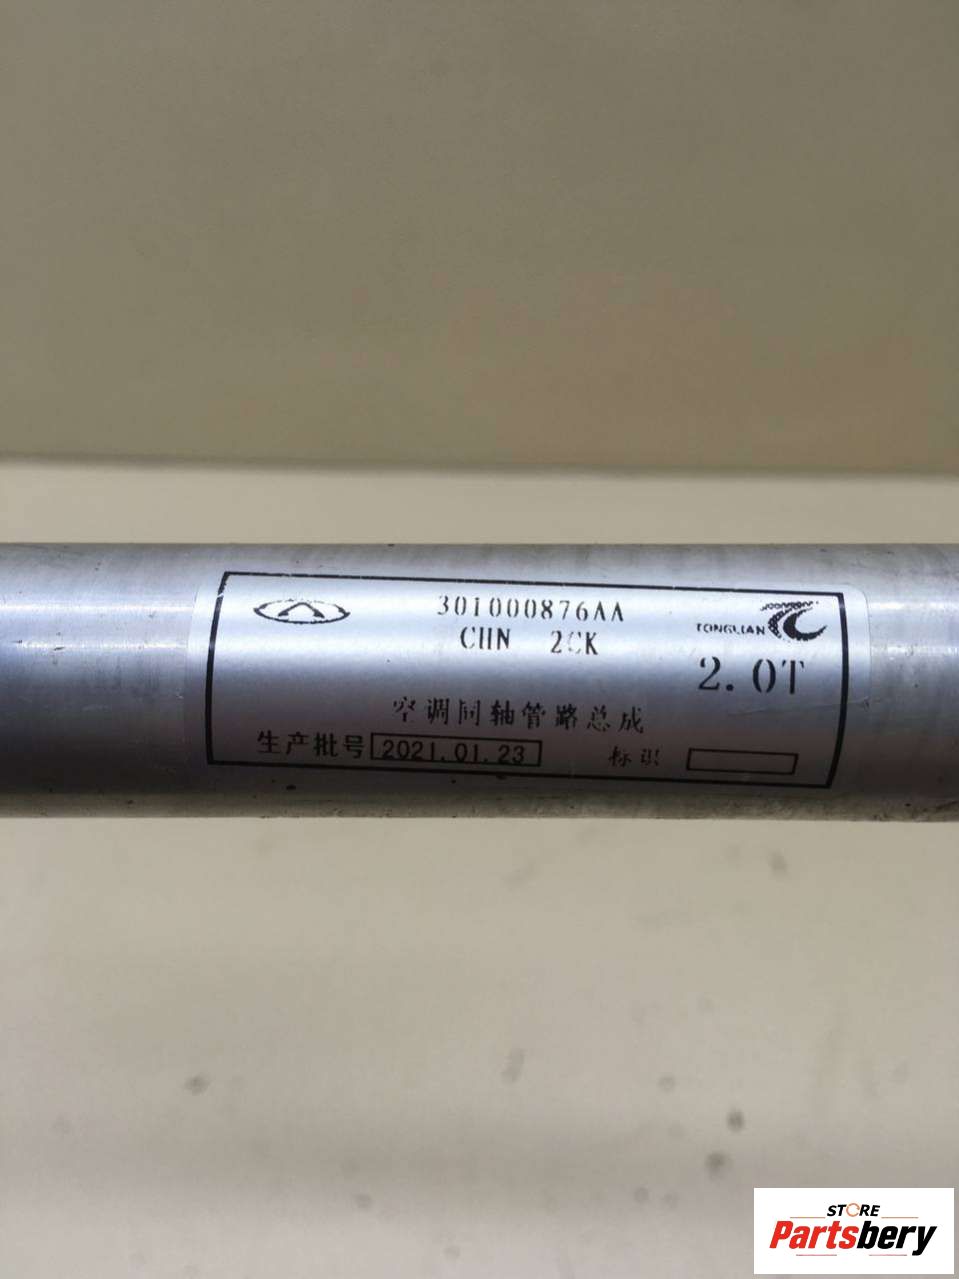 301000876AA
CHN 2CK
TONGLIAN
2.0T
空调同轴管路总成
生产批号 2021.01.23 标识
STORE
Partsbery